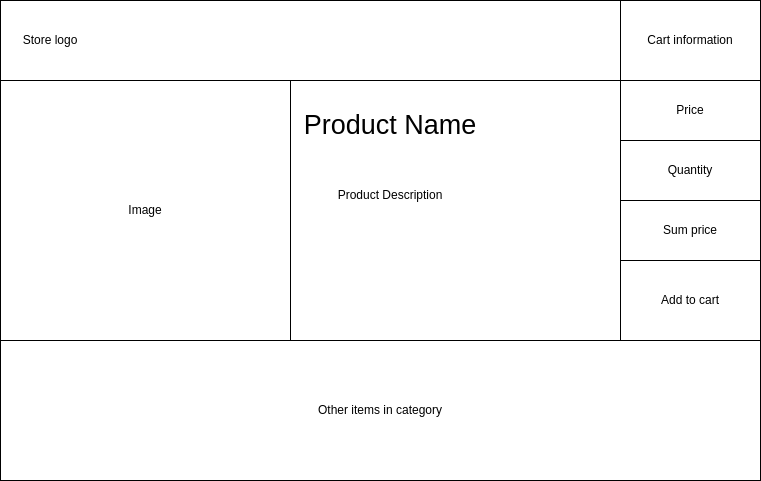 Store logo
Cart information
Image
Product Name
Product Description
Price
Quantity
Sum price
Add to cart
Other items in category